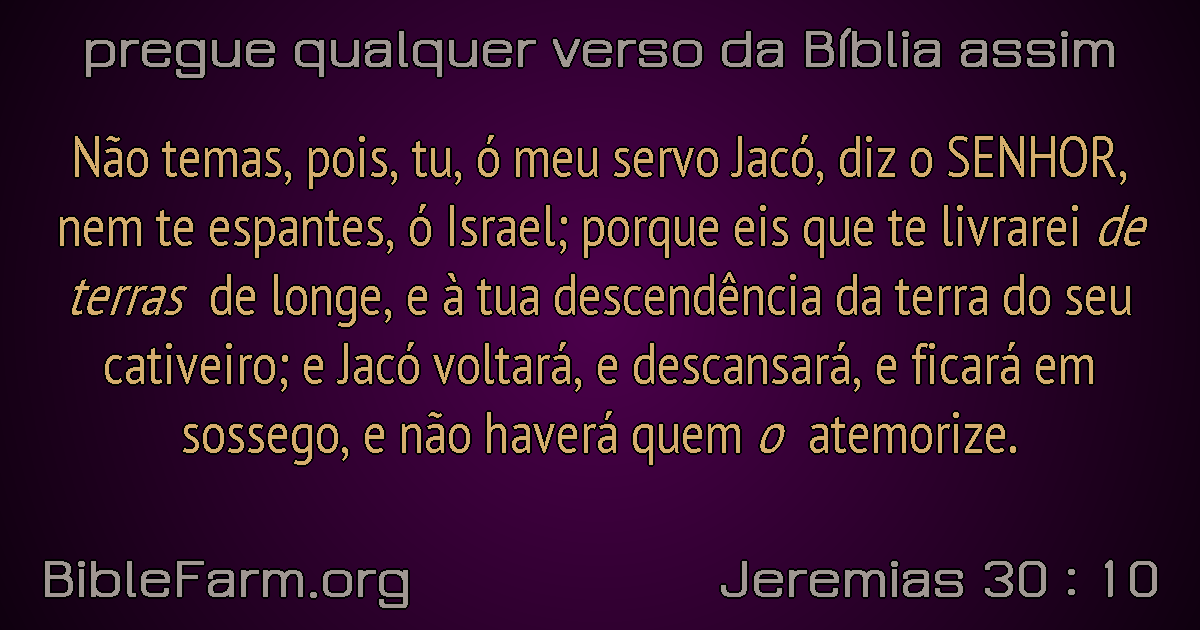 pregue qualquer verso da Bíblia assim
Não temas, pois, tu, ó meu servo Jacó, diz o SENHOR,
nem te espantes, ó Israel; porque eis que te livrarei de
terras de longe, e à tua descendência da terra do seu
cativeiro; e Jacó voltará, e descansará, e ficará em
sossego, e não haverá quem o atemorize.
BibleFarm.org
Jeremias 30 : 10